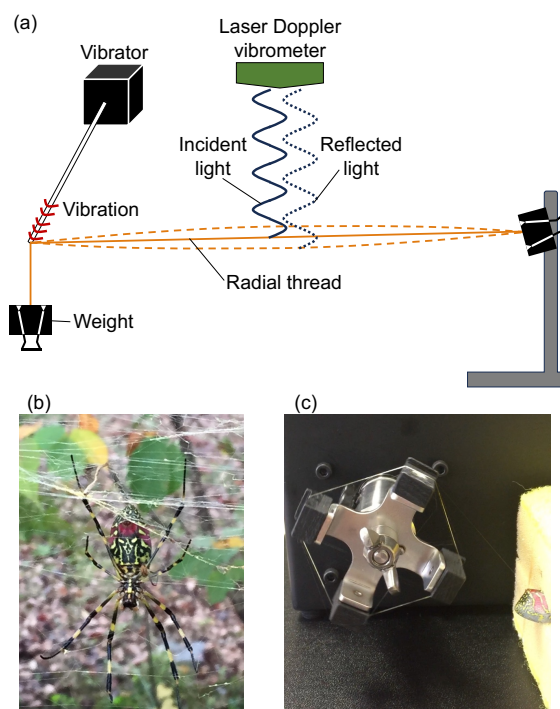 (a)
Vibrator
Laser Doppler
vibrometer
Incident
light
Reflected
light
Vibration
Radial thread
Weight
(b)
(c)